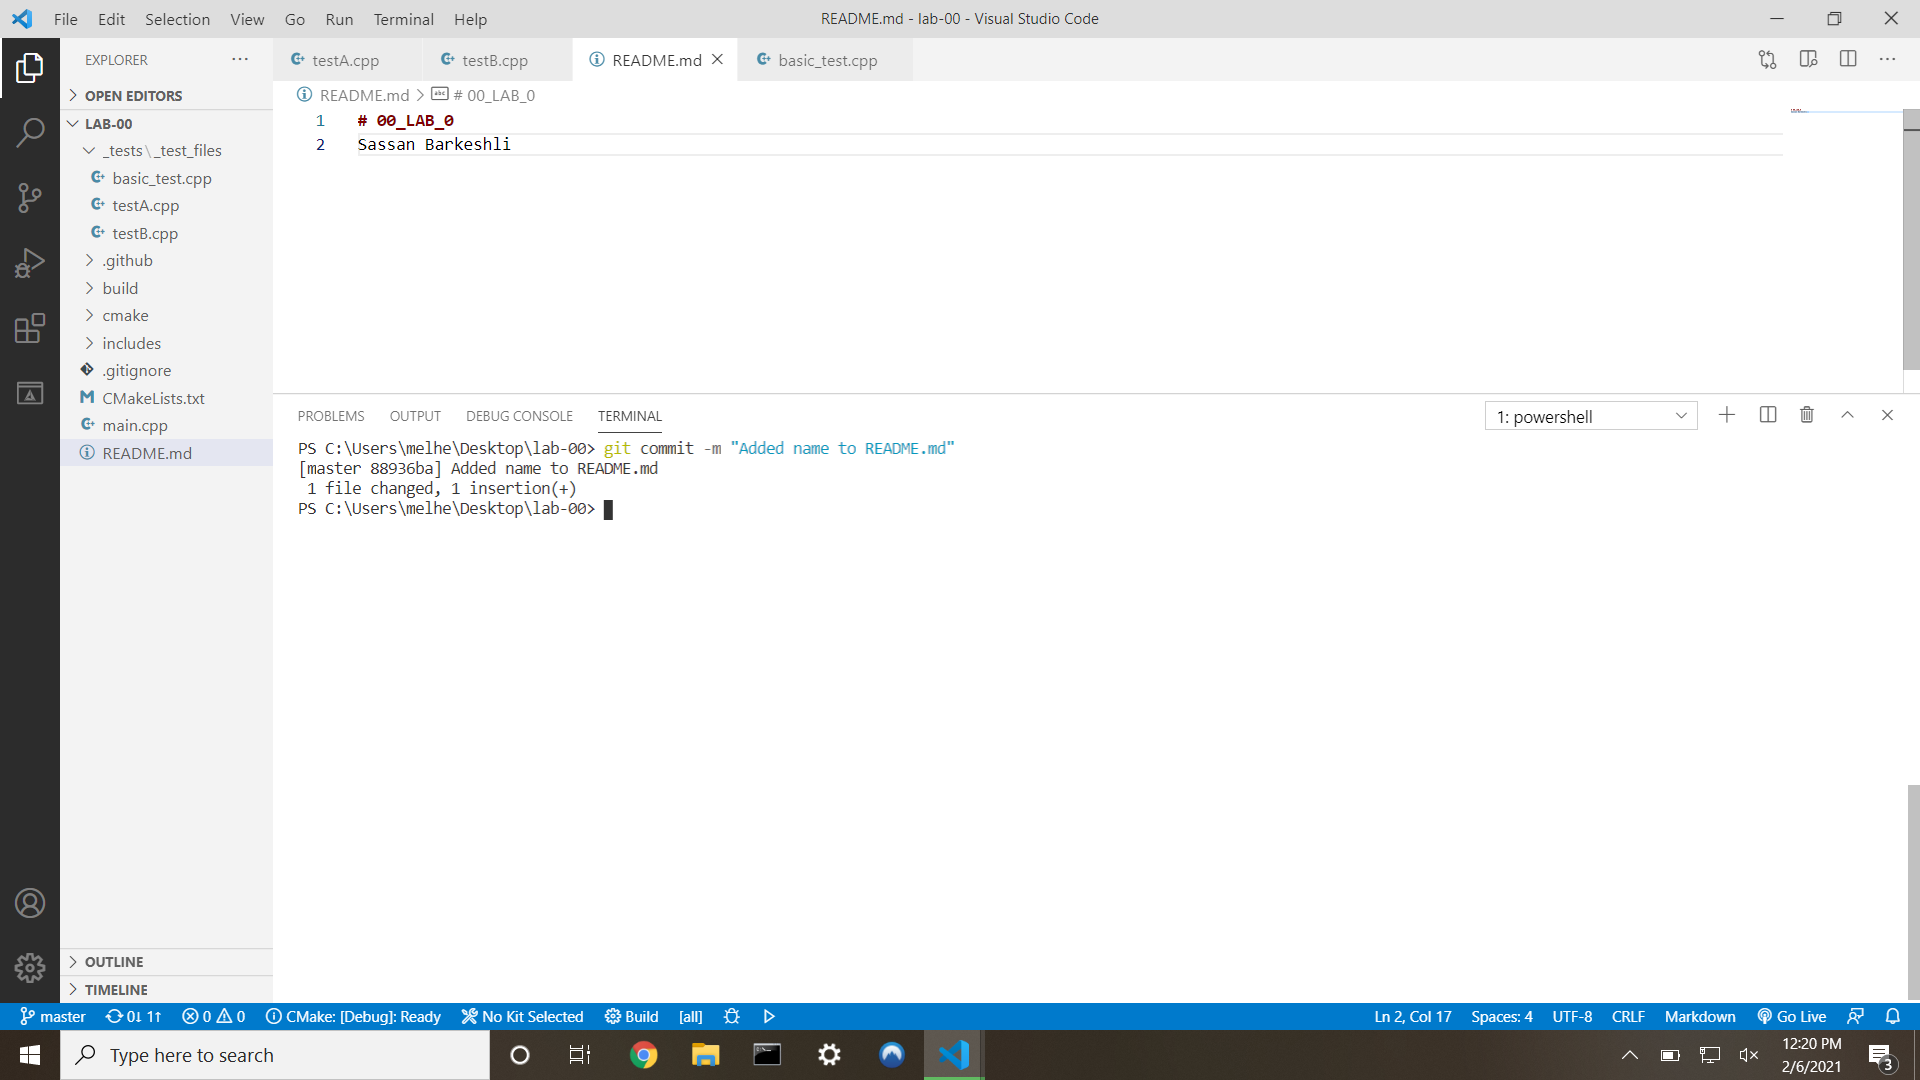 File Edit Selection View Go Run Terminal Help
README.md - lab-00 - Visual Studio Code
EXPLORER
OPEN EDITORS
LAB-00
_tests\_test_files
basic_test.cpp
testA.cpp
testB.cpp
.github
build
cmake
includes
.gitignore
CMakeLists.txt
main.cpp
README.md
OUTLINE
TIMELINE
testA.cpp testB.cpp README.md basic_test.cpp
README.md > # 00_LAB_0
1 # 00_LAB_0
2 Sassan Barkeshli
PROBLEMS OUTPUT DEBUG CONSOLE TERMINAL
1: powershell
PS C:\Users\melhe\Desktop\lab-00> git commit -m "Added name to README.md"
[master 88936ba] Added name to README.md
1 file changed, 1 insertion(+)
PS C:\Users\melhe\Desktop\lab-00>
master 0↓ 1↑ 0 0 CMake: [Debug]: Ready No Kit Selected Build [all]
Ln 2, Col 17 Spaces: 4 UTF-8 CRLF Markdown Go Live
Type here to search
12:20 PM
2/6/2021
3